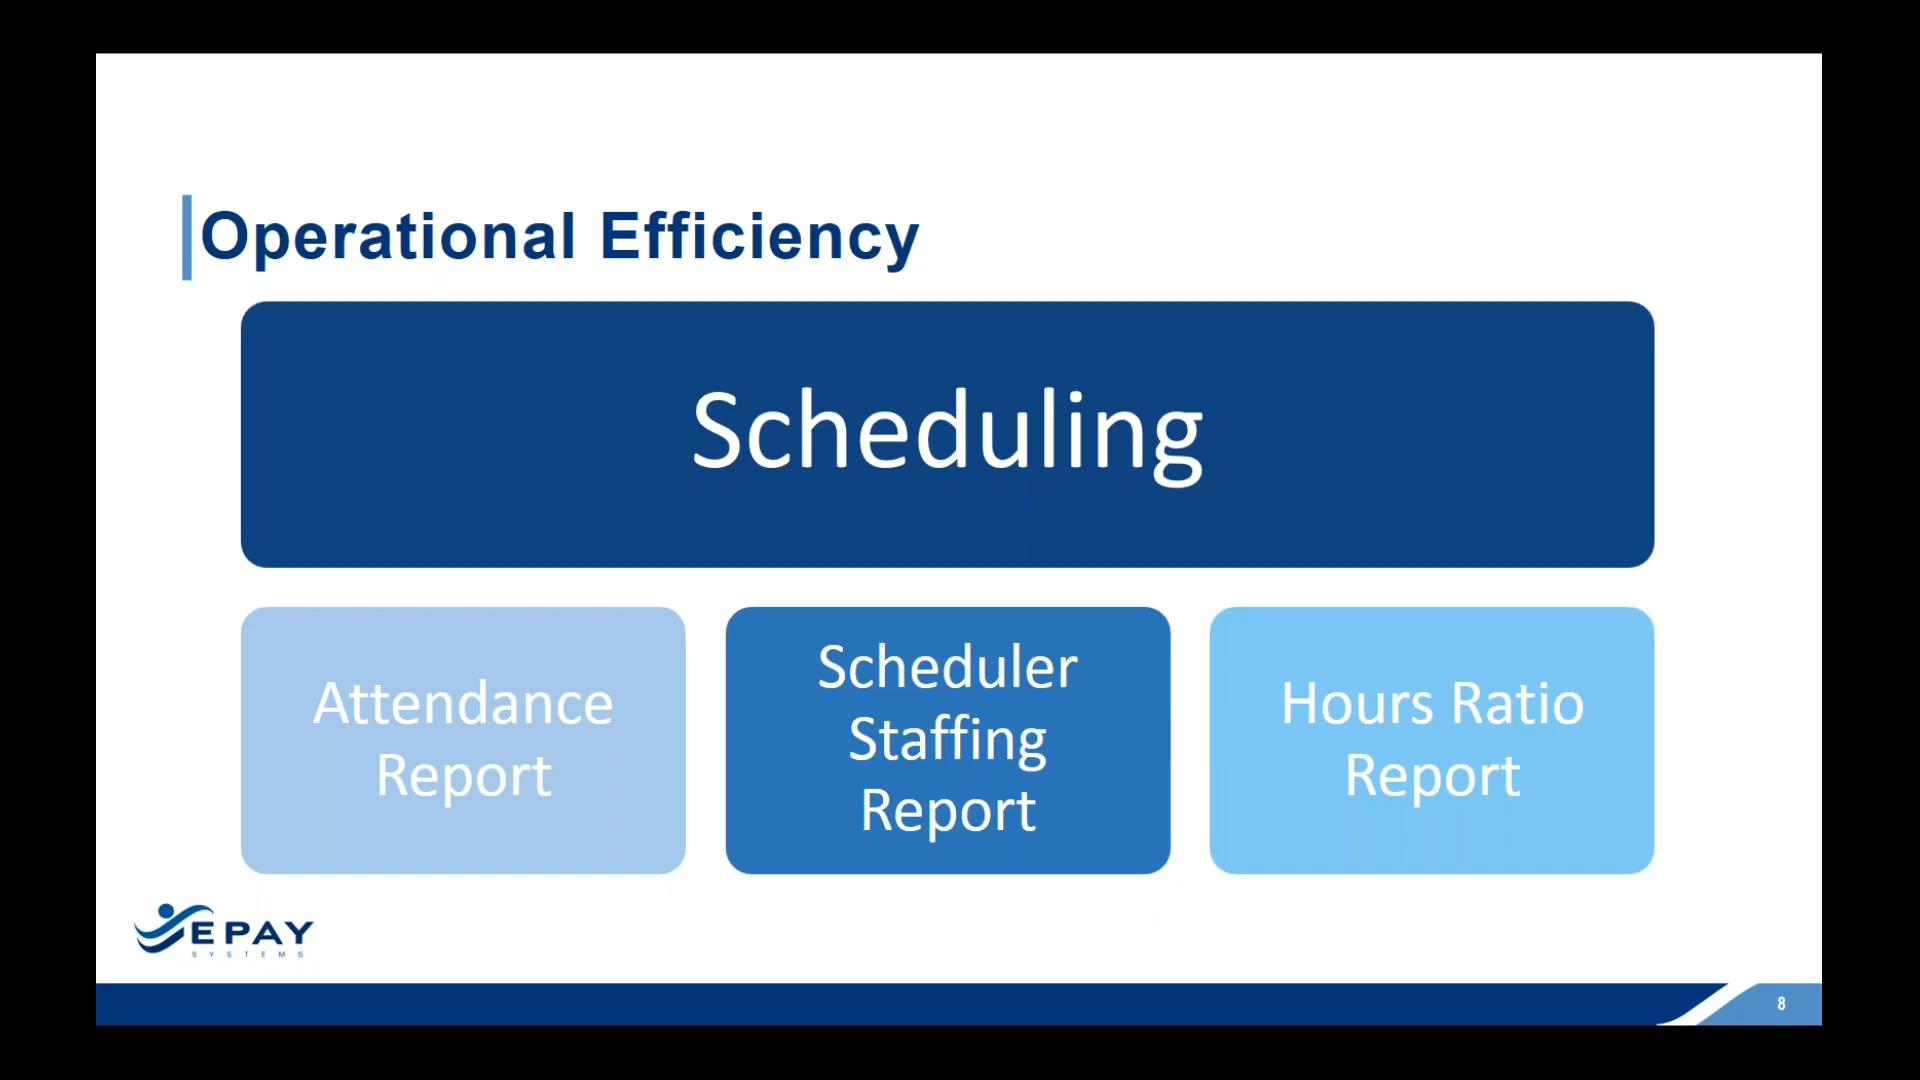 Operational Efficiency
Scheduling
Attendance
Report
Scheduler
Staffing
Report
Hours Ratio
Report
EPAY
SYSTEMS
8